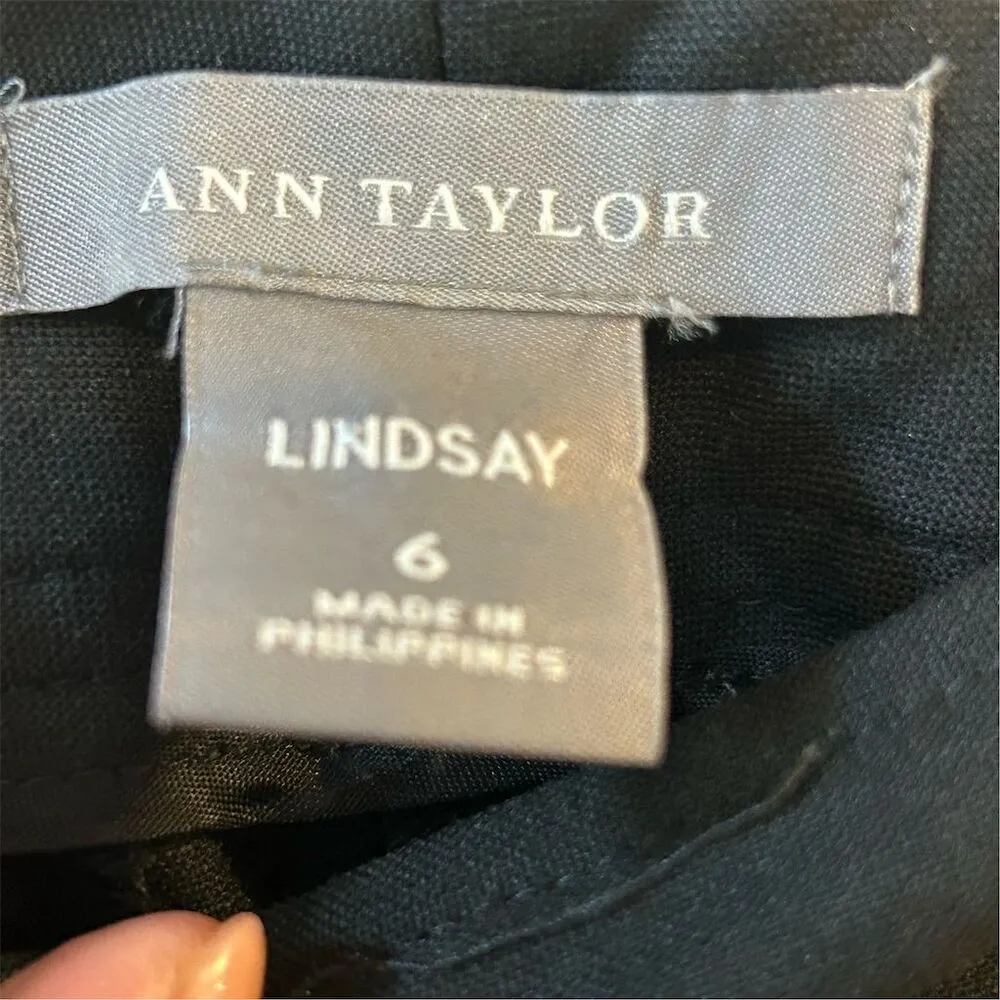 ANN TAYLOR
LINDSAY
6
MADE IN
PHILIPPINES